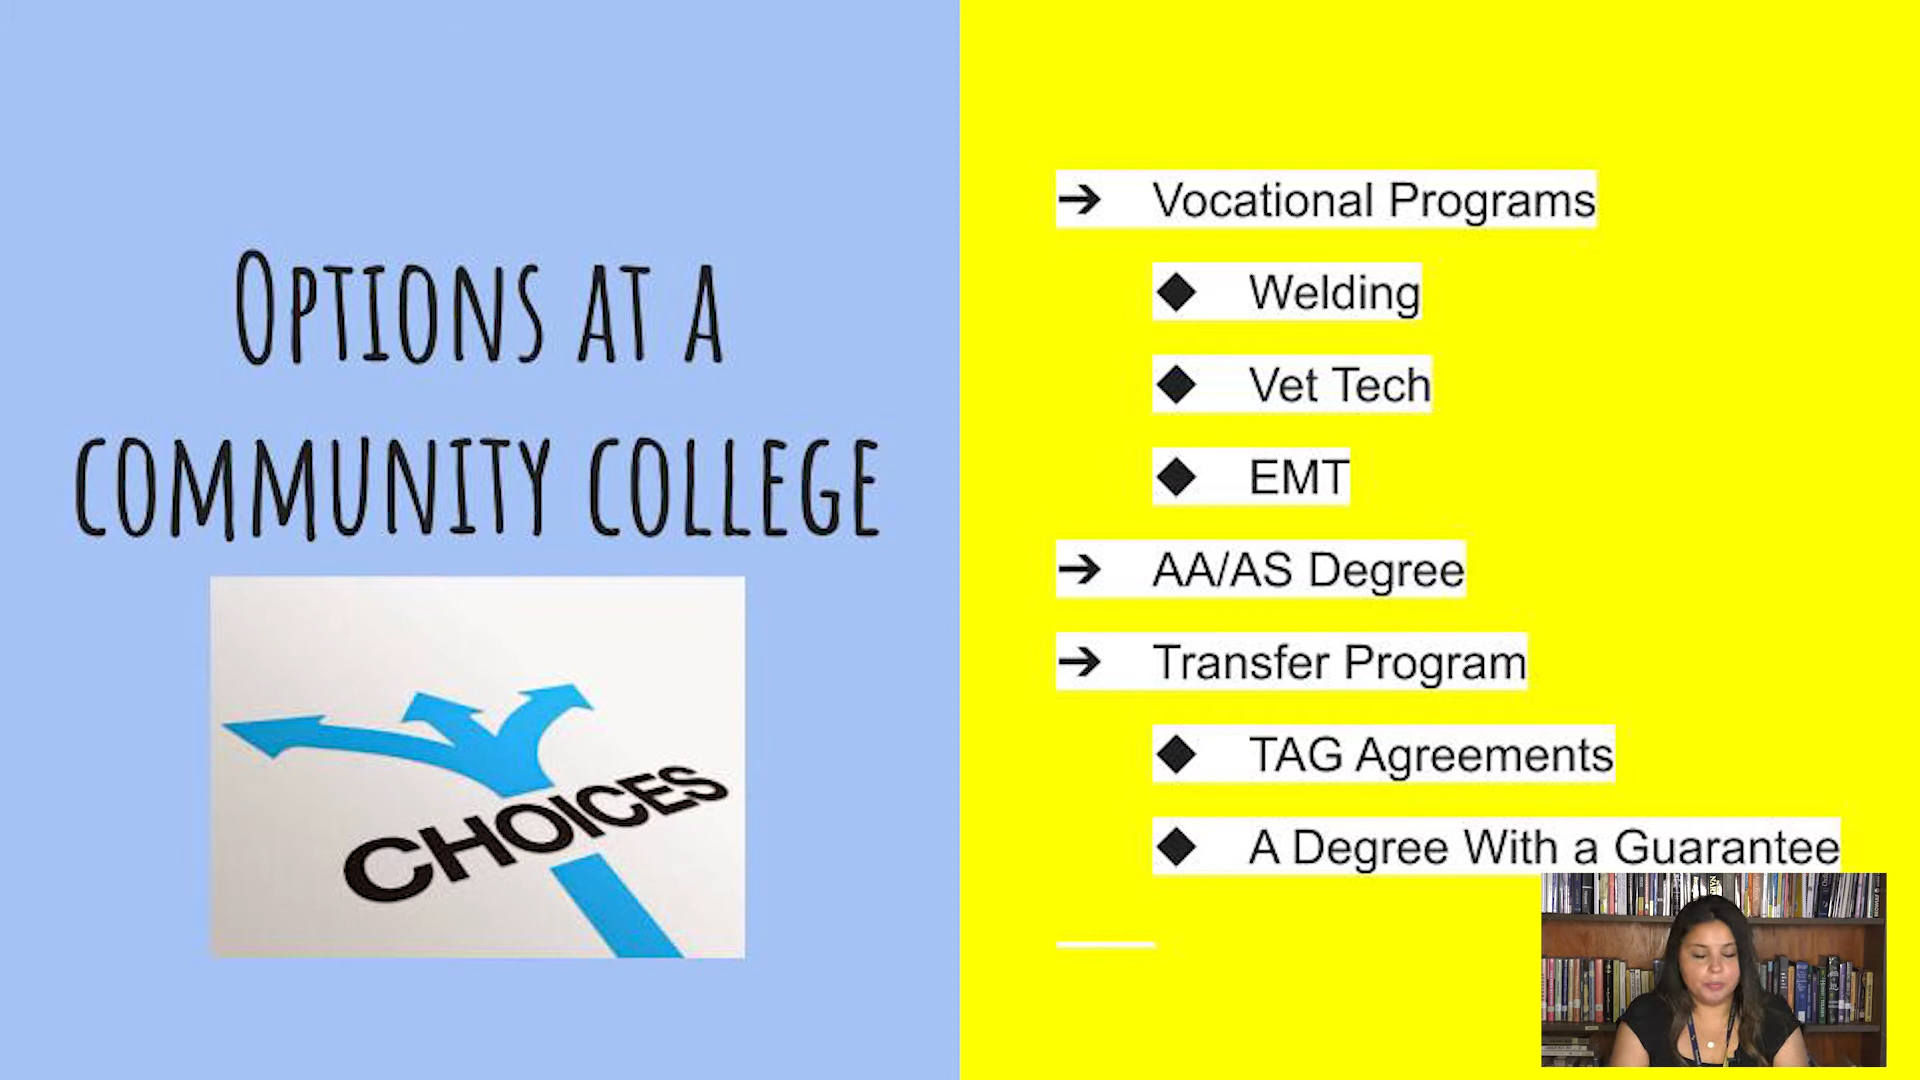 OPTIONS AT A
COMMUNITY COLLEGE
CHOICES
➔ Vocational Programs
◆ Welding
◆ Vet Tech
◆ EMT
➔ AA/AS Degree
➔ Transfer Program
◆ TAG Agreements
◆ A Degree With a Guarantee